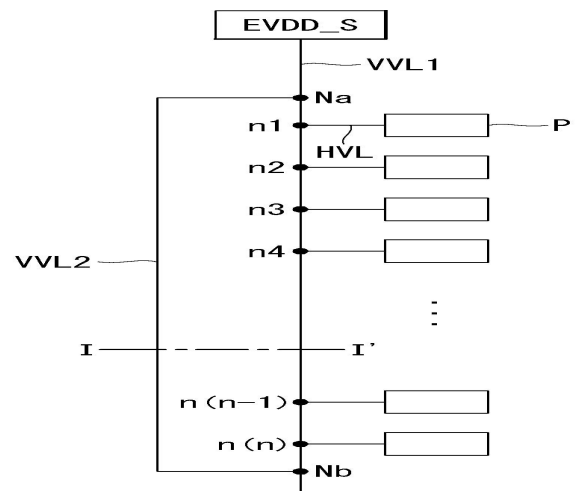 EVDD_S
VVL1
Na
n1
P
HVL
n2
n3
n4
VVL2
I
I'
n(n-1)
n(n)
Nb